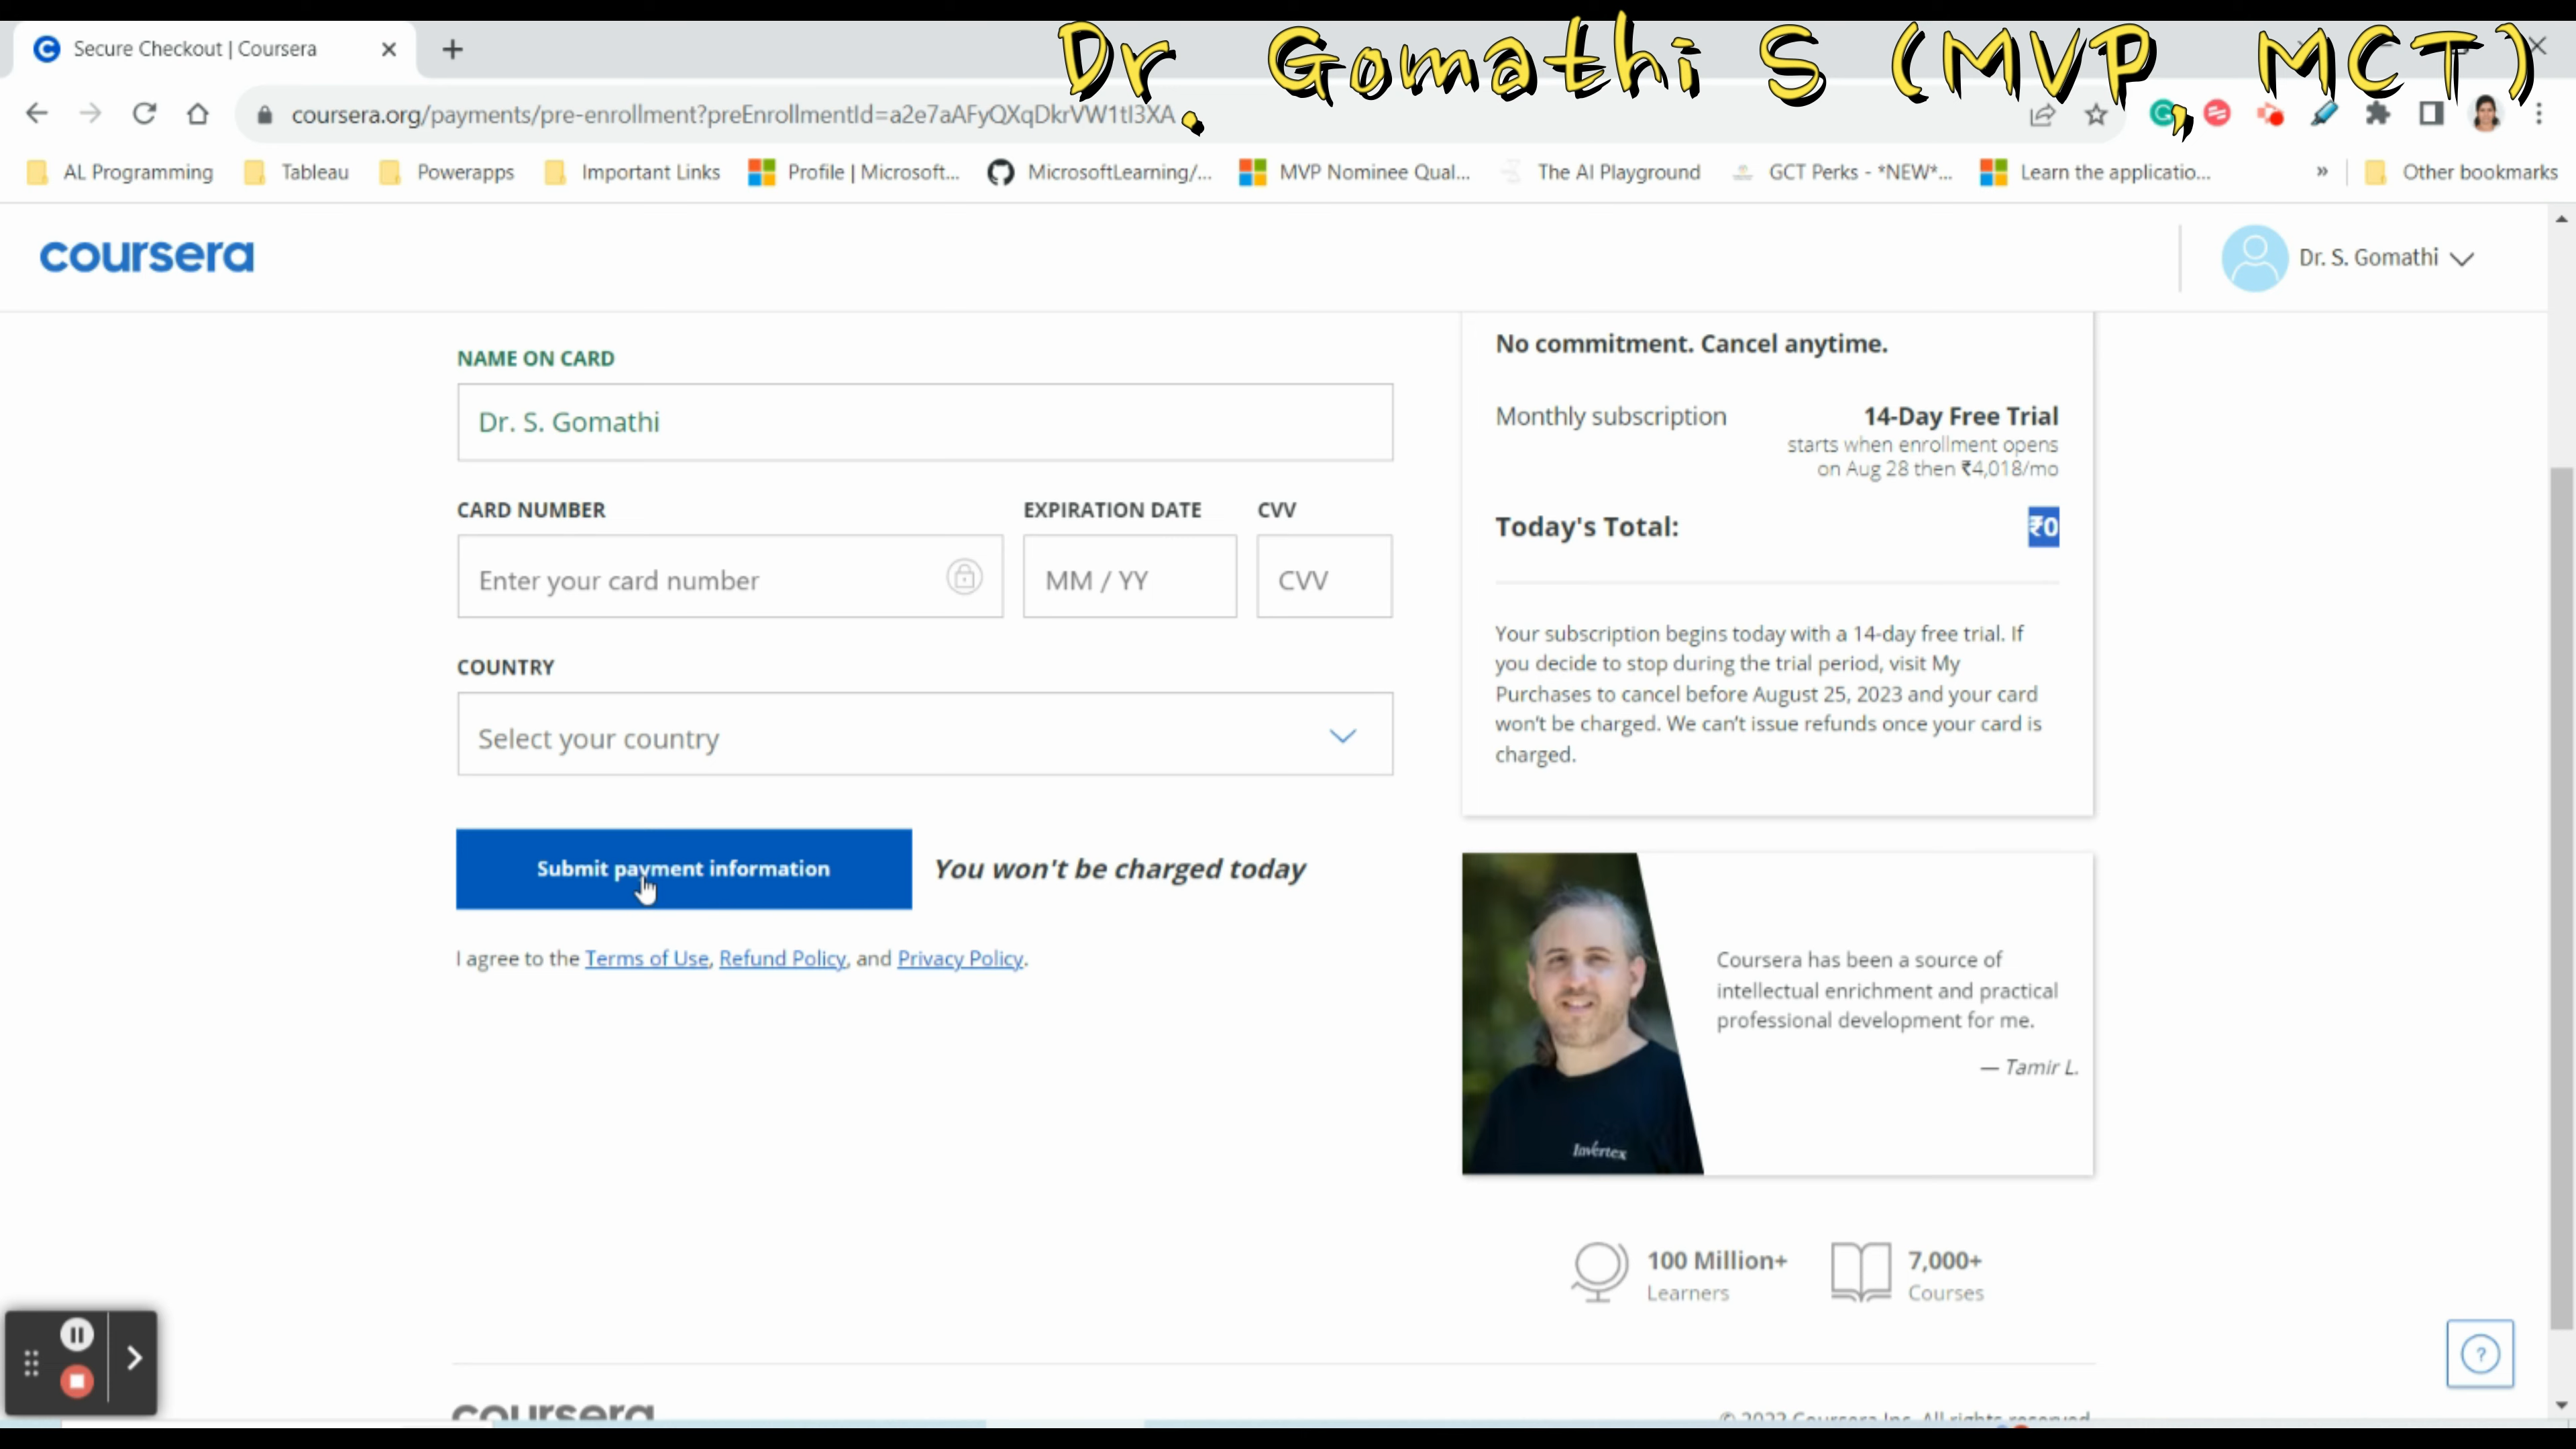 Dr. Gomathi S (MVP, MCT)
Secure Checkout | Coursera
coursera.org/payments/pre-enrollment?preEnrollmentId=a2e7aAFyQXqDkrVW1tI3XA
AL Programming Tableau Powerapps Important Links Profile | Microsoft... MicrosoftLearning/... MVP Nominee Qual... The AI Playground GCT Perks - *NEW*... Learn the applicatio... » Other bookmarks
coursera
Dr. S. Gomathi
NAME ON CARD
Dr. S. Gomathi
CARD NUMBER EXPIRATION DATE CVV
Enter your card number MM / YY CVV
COUNTRY
Select your country
Submit payment information You won't be charged today
I agree to the Terms of Use, Refund Policy, and Privacy Policy.
No commitment. Cancel anytime.
Monthly subscription 14-Day Free Trial
starts when enrollment opens
on Aug 28 then ₹4,018/mo
Today's Total: ₹0
Your subscription begins today with a 14-day free trial. If
you decide to stop during the trial period, visit My
Purchases to cancel before August 25, 2023 and your card
won't be charged. We can't issue refunds once your card is
charged.
Coursera has been a source of
intellectual enrichment and practical
professional development for me.
— Tamir L.
Invertex
100 Million+ 7,000+
Learners Courses
coursera